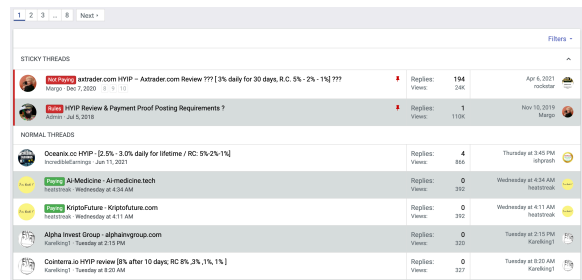 1 2 3 ... 8 Next
Filters
STICKY THREADS
Not Paying axtrader.com HYIP – Axtrader.com Review ??? [ 3% daily for 30 days, R.C. 5% - 2% - 1%] ???
Margo · Dec 7, 2020 8 9 10
Replies: 194
Views: 24K
Apr 6, 2021
rockstar
Rules HYIP Review & Payment Proof Posting Requirements ?
Admin · Jul 5, 2018
Replies: 1
Views: 110K
Nov 10, 2019
Margo
NORMAL THREADS
Oceanix.cc HYIP - [2.5% - 3.0% daily for lifetime / RC: 5%-2%-1%]
IncredibleEarnings · Jun 11, 2021
Replies: 4
Views: 866
Thursday at 3:45 PM
ishprash
Paying Ai-Medicine - Ai-medicine.tech
heatstreak · Wednesday at 4:34 AM
Replies: 0
Views: 392
Wednesday at 4:34 AM
heatstreak
Paying KriptoFuture - Kriptofuture.com
heatstreak · Wednesday at 4:11 AM
Replies: 0
Views: 392
Wednesday at 4:11 AM
heatstreak
Alpha Invest Group - alphainvgroup.com
Karelking1 · Tuesday at 2:15 PM
Replies: 0
Views: 320
Tuesday at 2:15 PM
Karelking1
Cointerra.io HYIP review [8% after 10 days; RC 8% ,3% ,1%, 1% ]
Karelking1 · Tuesday at 8:20 AM
Replies: 0
Views: 327
Tuesday at 8:20 AM
Karelking1